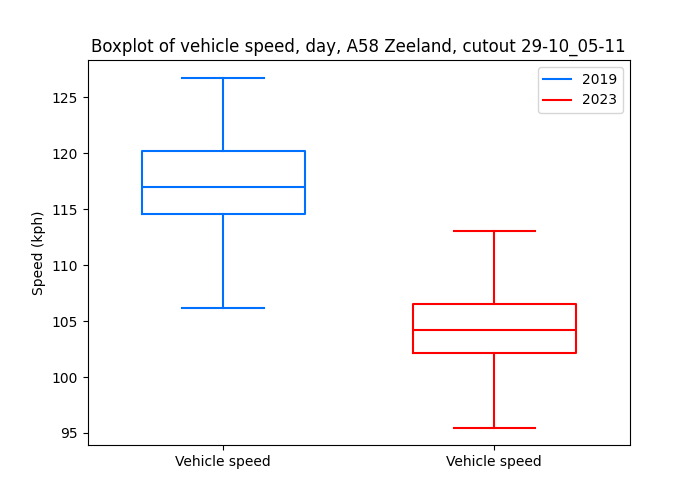 Boxplot of vehicle speed, day, A58 Zeeland, cutout 29-10_05-11
2019
2023
125
120
115
110
105
100
95
Speed (kph)
Vehicle speed
Vehicle speed